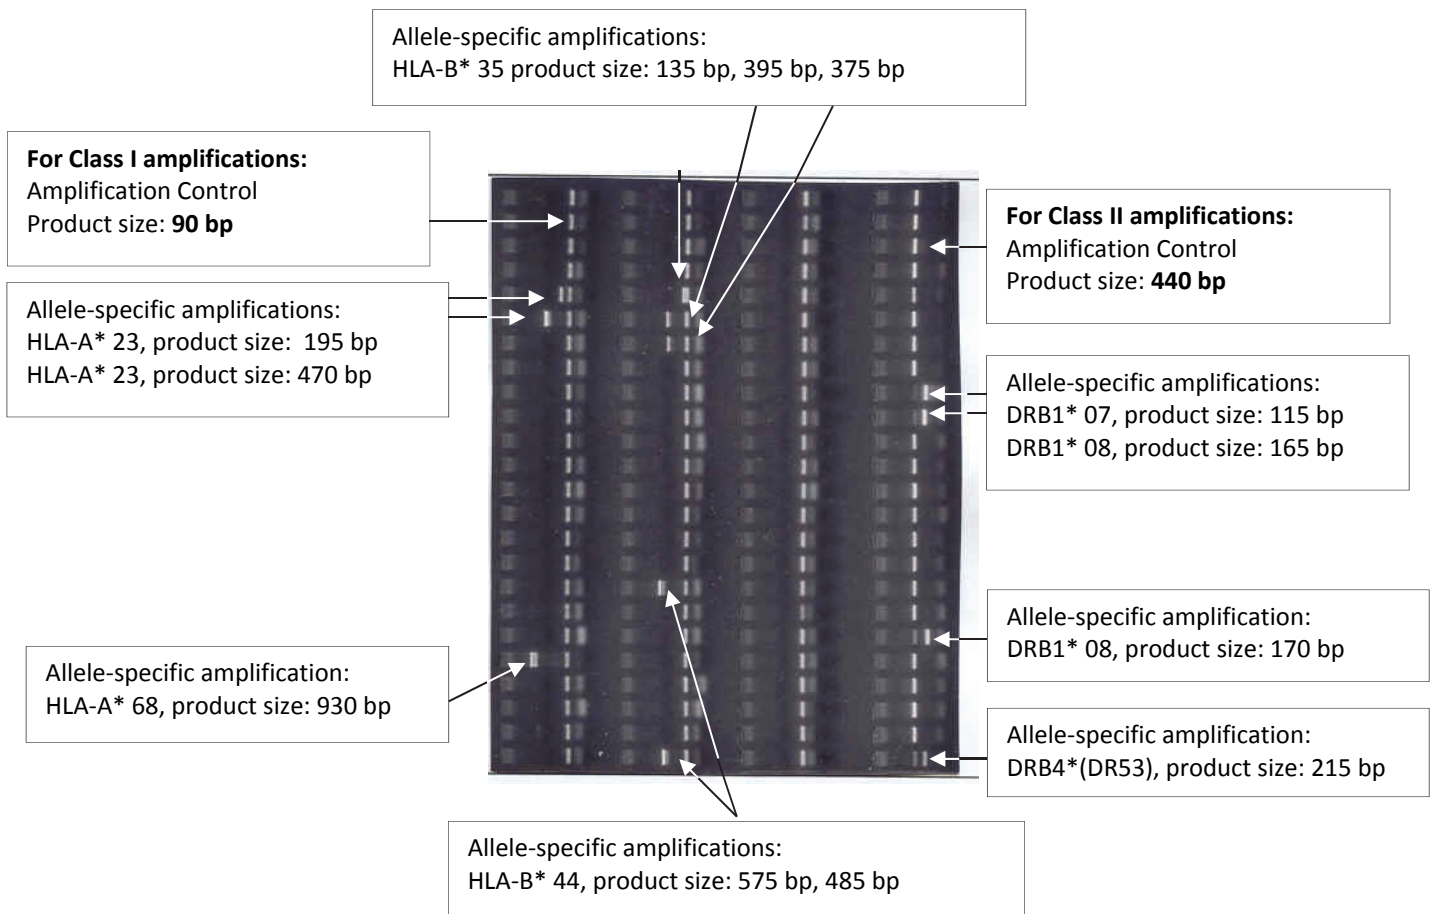 Allele-specific amplifications:
HLA-B* 35 product size: 135 bp, 395 bp, 375 bp
For Class I amplifications:
Amplification Control
Product size: 90 bp
For Class II amplifications:
Amplification Control
Product size: 440 bp
Allele-specific amplifications:
HLA-A* 23, product size:  195 bp
HLA-A* 23, product size: 470 bp
Allele-specific amplifications:
DRB1* 07, product size: 115 bp
DRB1* 08, product size: 165 bp
Allele-specific amplification:
DRB1* 08, product size: 170 bp
Allele-specific amplification:
HLA-A* 68, product size: 930 bp
Allele-specific amplification:
DRB4*(DR53), product size: 215 bp
Allele-specific amplifications:
HLA-B* 44, product size: 575 bp, 485 bp